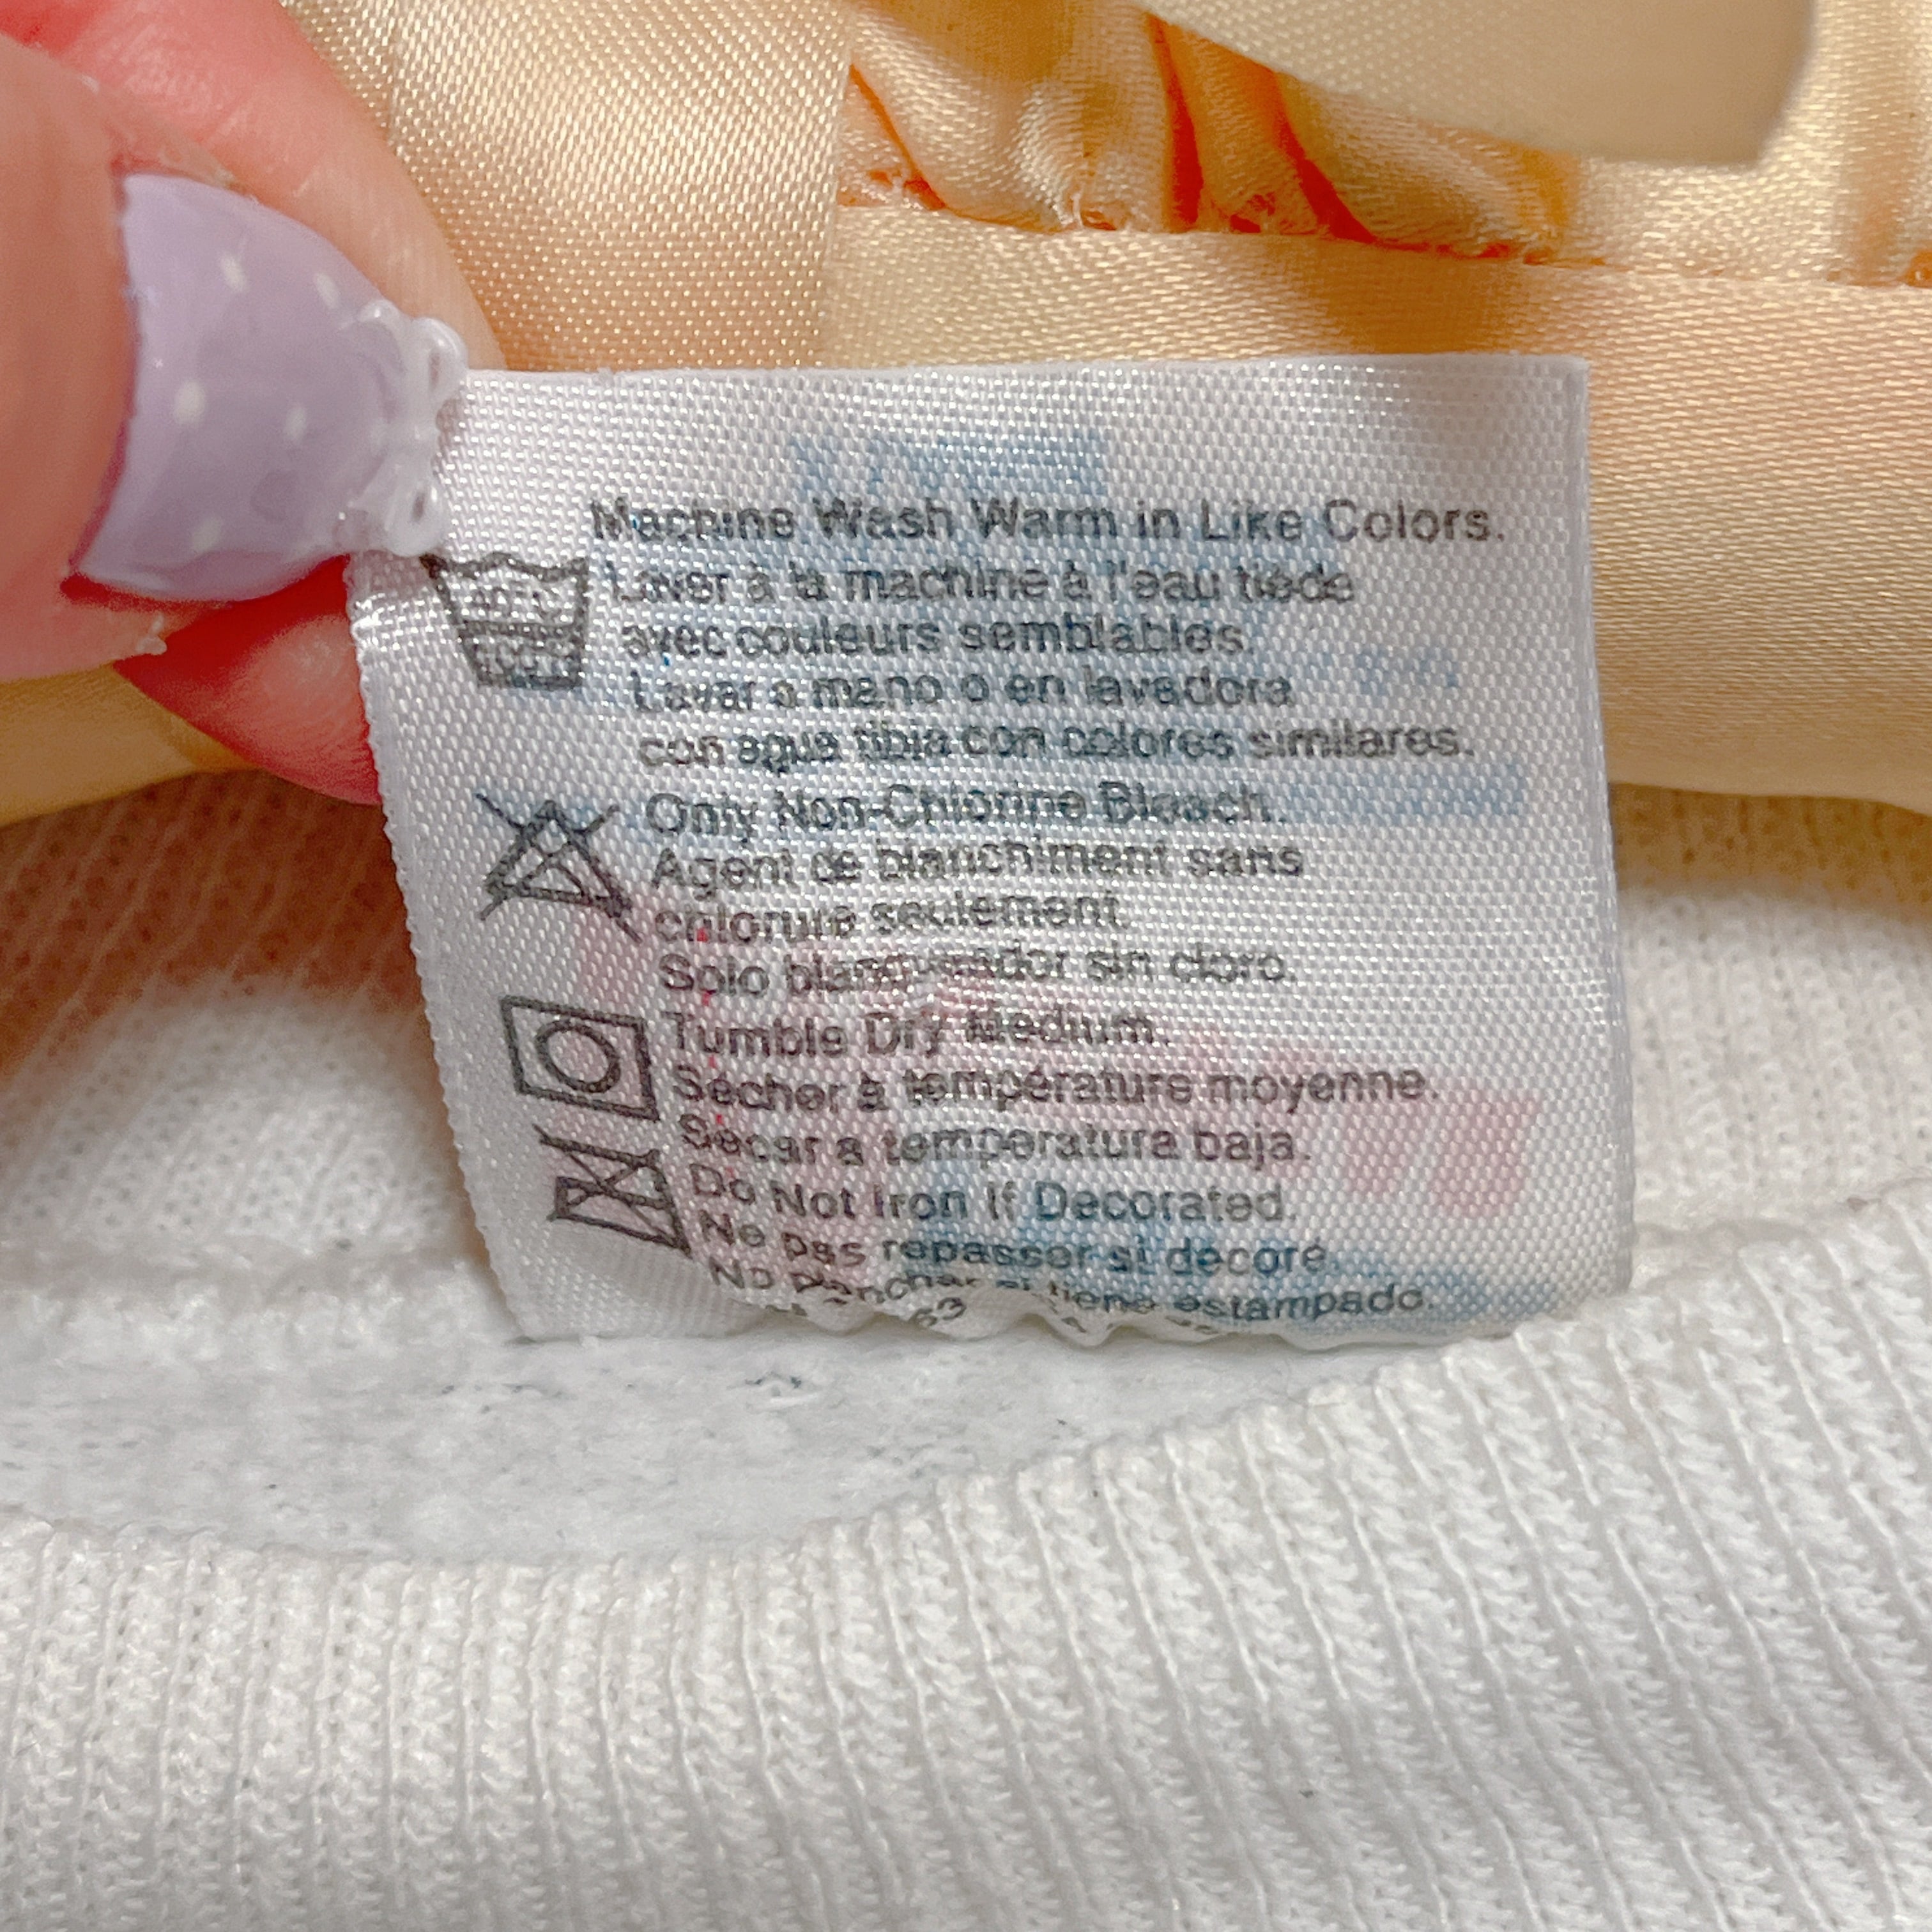 Machine Wash Warm in Like Colors.
Laver à la machine à l'eau tiède
avec couleurs semblables.
Lavar a mano o en lavadora
con agua tibia con colores similares.
Only Non-Chlorine Bleach.
Agent de blanchiment sans
chlorure seulement.
Solo blanqueador sin cloro.
Tumble Dry Medium.
Sécher à température moyenne.
Secar a temperatura baja.
Do Not Iron If Decorated.
Ne pas repasser si decoré.
No planchar si tiene estampado.